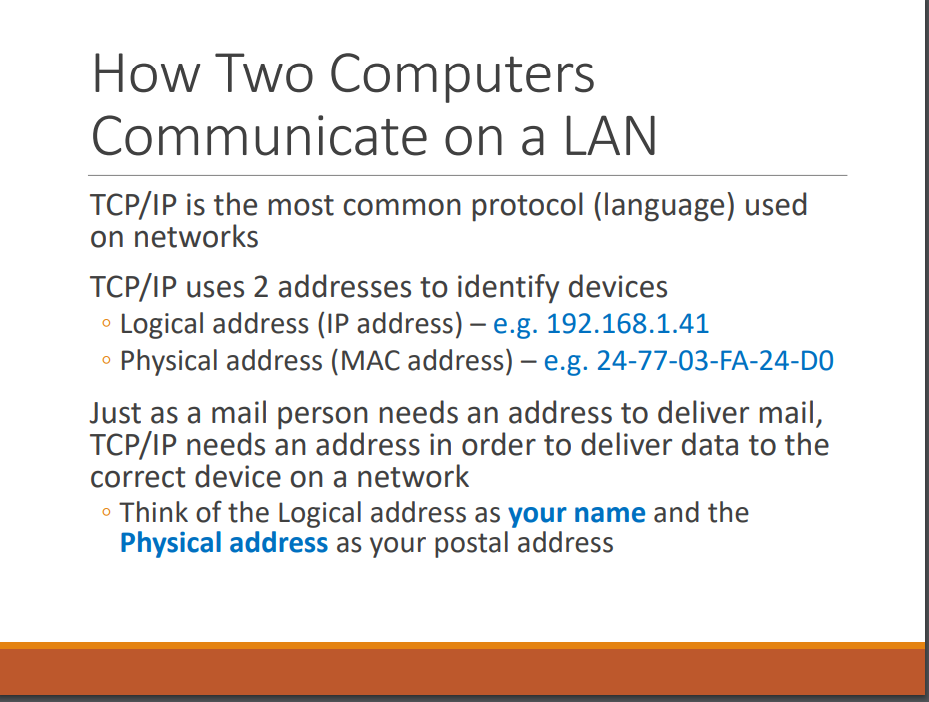 How Two Computers
Communicate on a LAN
TCP/IP is the most common protocol (language) used
on networks
TCP/IP uses 2 addresses to identify devices
◦ Logical address (IP address) – e.g. 192.168.1.41
◦ Physical address (MAC address) – e.g. 24-77-03-FA-24-D0
Just as a mail person needs an address to deliver mail,
TCP/IP needs an address in order to deliver data to the
correct device on a network
◦ Think of the Logical address as your name and the
Physical address as your postal address